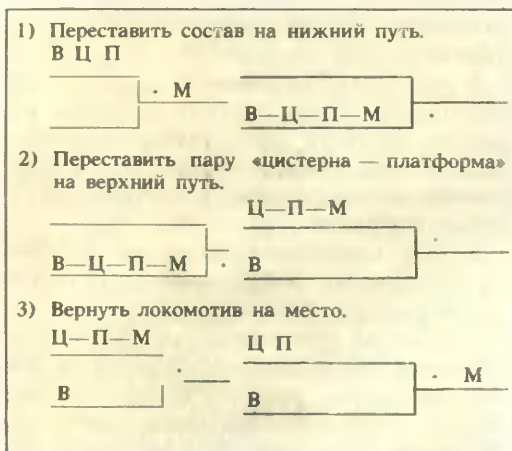 1) Переставить состав на нижний путь.
В Ц П
· М
В—Ц—П—М
2) Переставить пару «цистерна — платформа»
на верхний путь.
Ц—П—М
В—Ц—П—М
В
3) Вернуть локомотив на место.
Ц—П—М
Ц П
В
В
· М